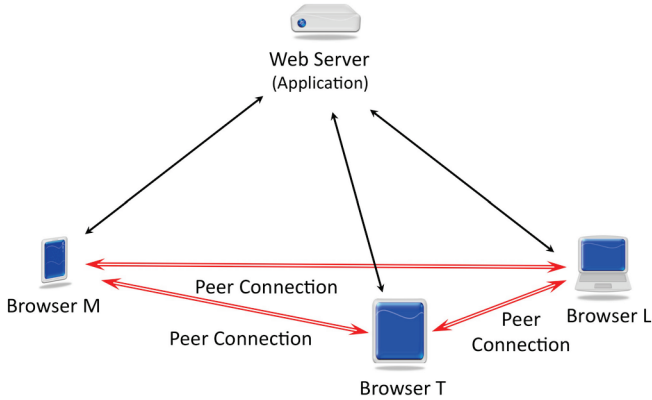 Web Server
(Application)
Peer Connection
Browser M
Browser L
Peer Connection
Peer
Connection
Browser T